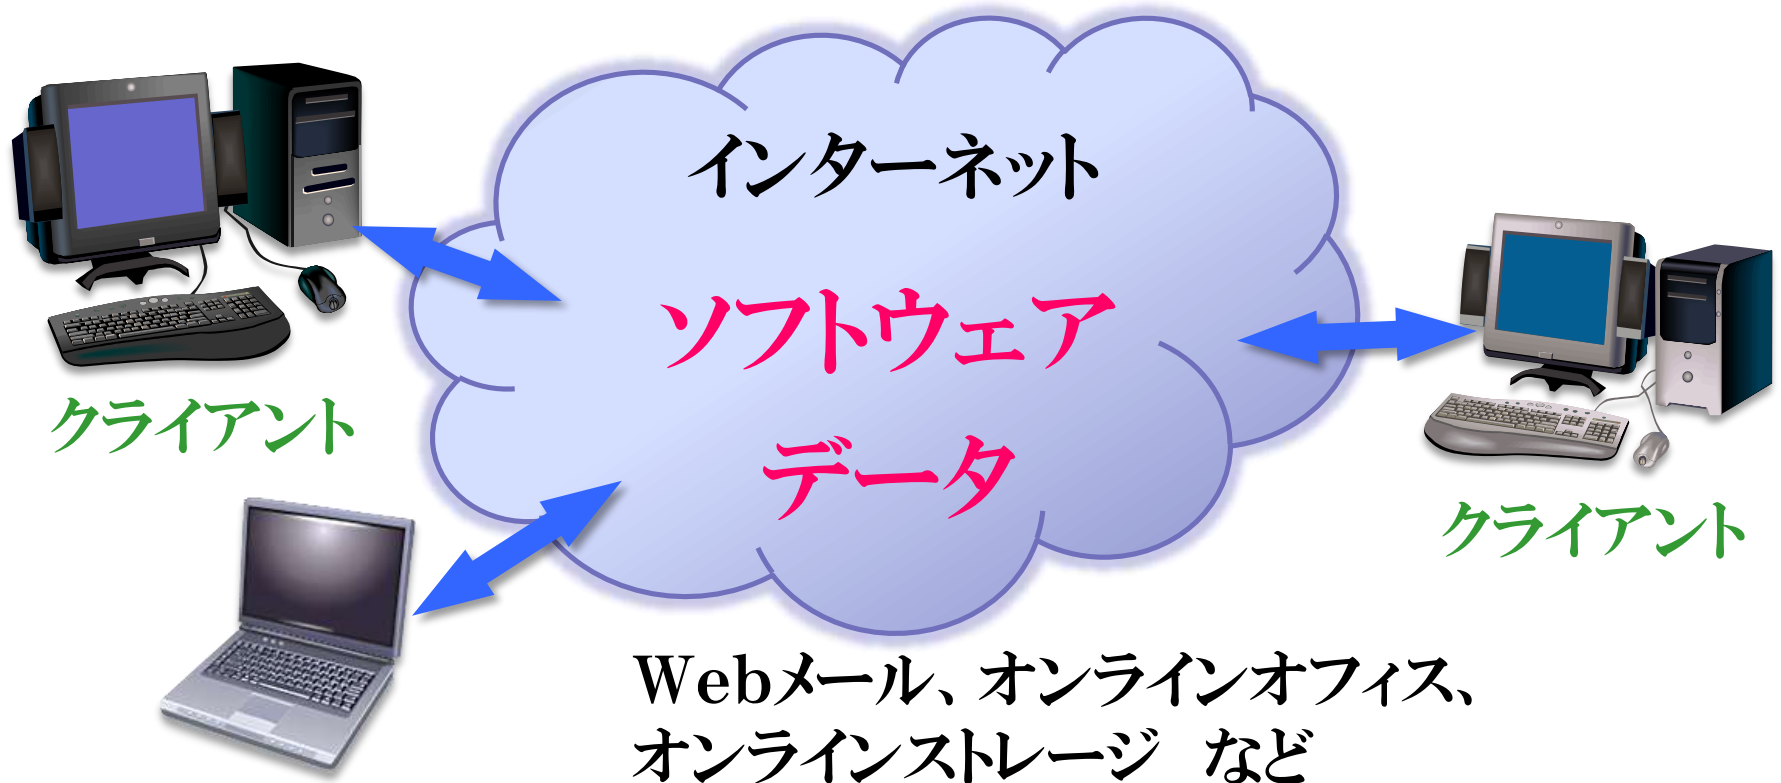 インターネット
ソフトウェア
データ
クライアント
クライアント
Webメール、オンラインオフィス、
オンラインストレージ　など